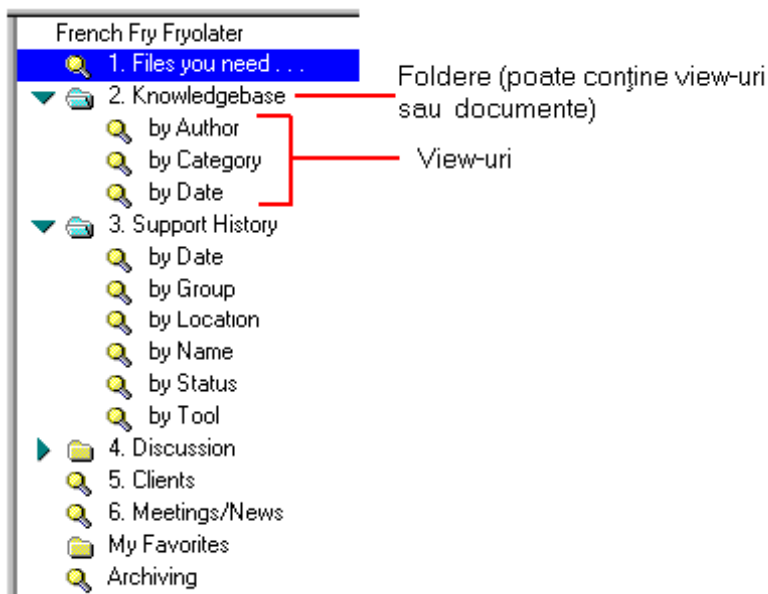 French Fry Fryolater
1. Files you need . . .
2. Knowledgebase
Foldere (poate conţine view-uri
sau documente)
by Author
by Category
View-uri
by Date
3. Support History
by Date
by Group
by Location
by Name
by Status
by Tool
4. Discussion
5. Clients
6. Meetings/News
My Favorites
Archiving